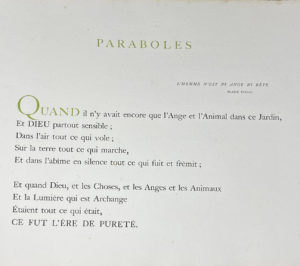 PARABOLES
L'HOMME N'EST NI ANGE NI BÊTE
BLAISE PASCAL
QUAND il n'y avait encore que l'Ange et l'Animal dans ce Jardin,
Et DIEU partout sensible ;
Dans l'air tout ce qui vole ;
Sur la terre tout ce qui marche,
Et dans l'abîme en silence tout ce qui fuit et frémit ;
Et quand Dieu, et les Choses, et les Anges et les Animaux
Et la Lumière qui est Archange
Étaient tout ce qui était,
CE FUT L'ÈRE DE PURETÉ.